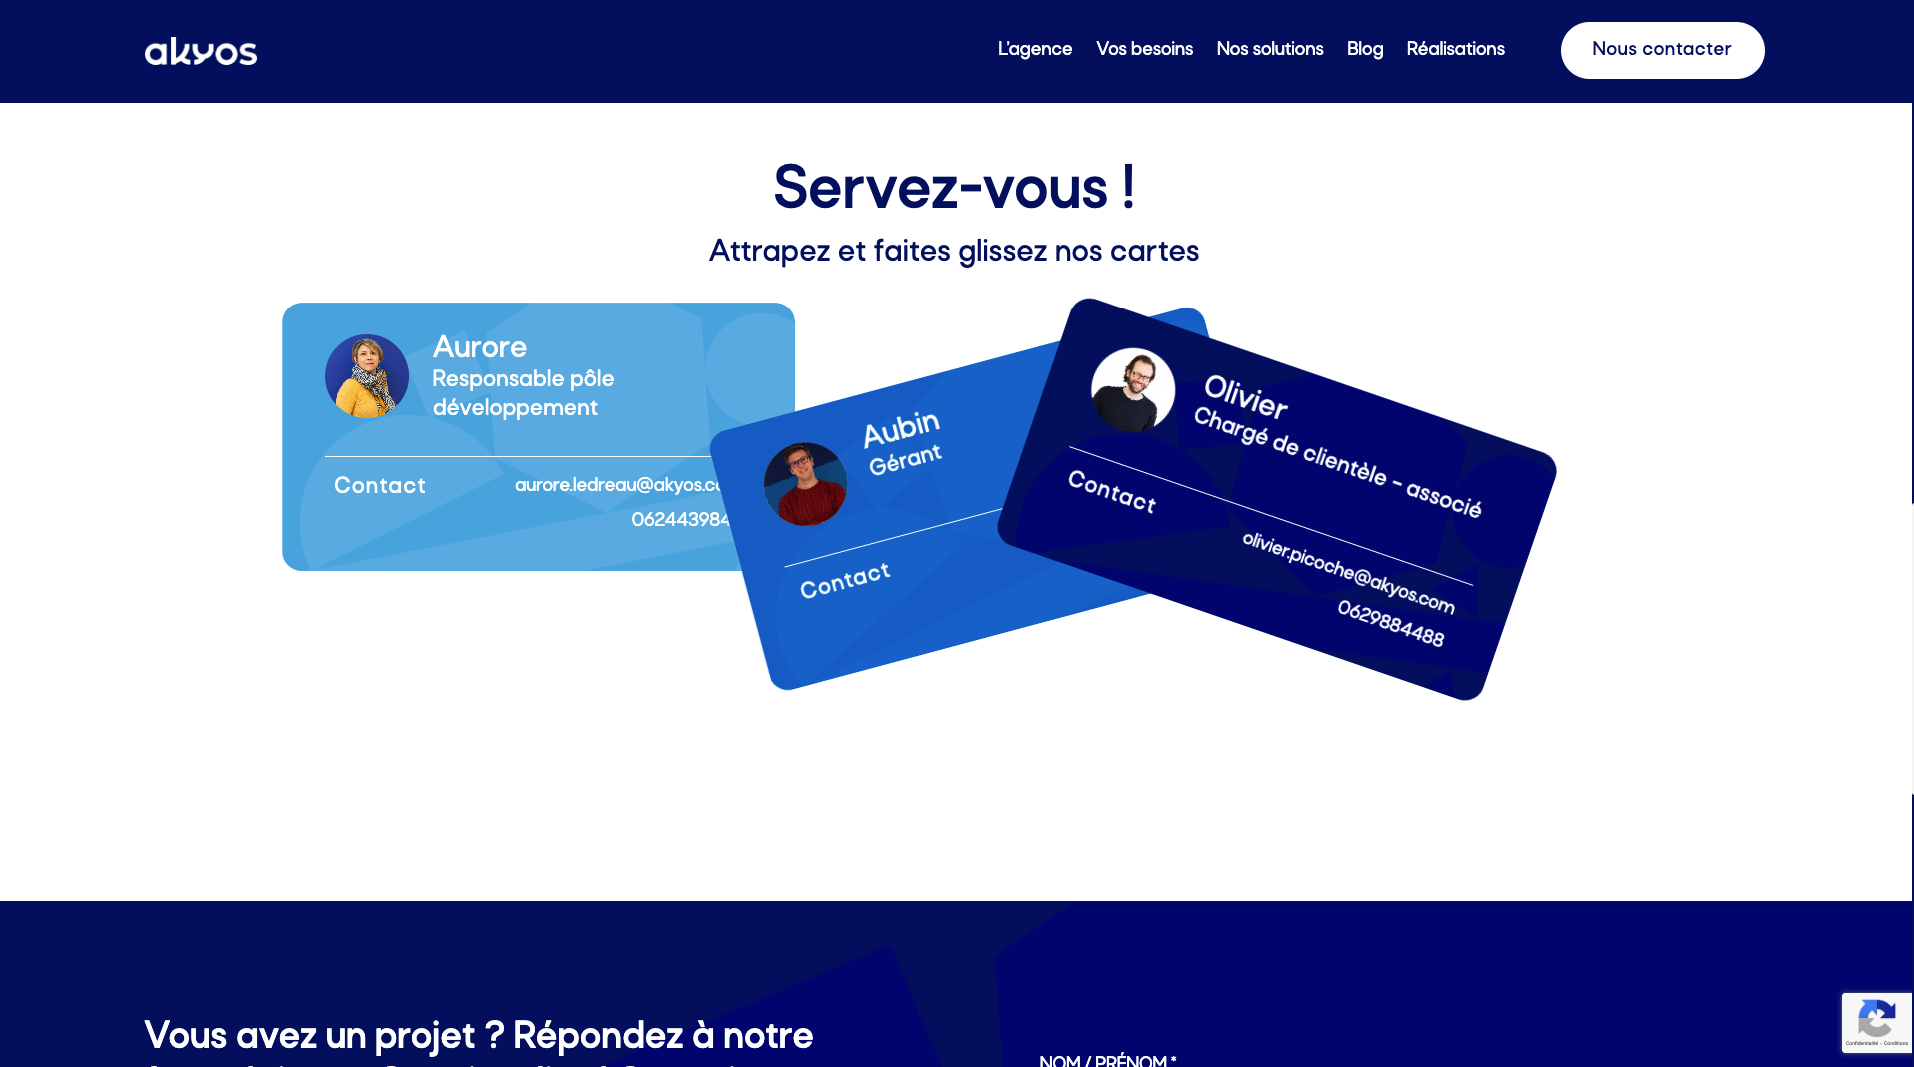 akyos
L'agence Vos besoins Nos solutions Blog Réalisations Nous contacter
Servez-vous !
Attrapez et faites glissez nos cartes
Aurore
Responsable pôle
développement
Contact
aurore.ledreau@akyos.co
062443984
Aubin
Gérant
Contact
Olivier
Chargé de clientèle - associé
Contact
olivier.picoche@akyos.com
0629884488
Vous avez un projet ? Répondez à notre
NOM / PRÉNOM *
Confidentialité - Conditions